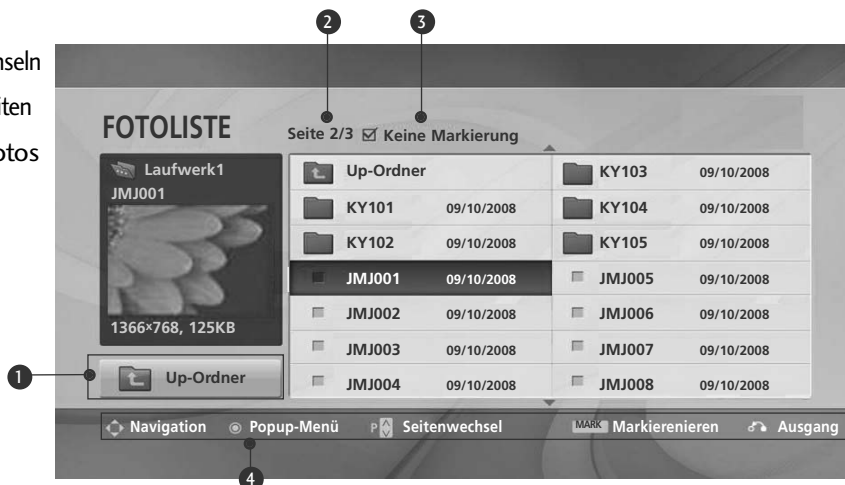 2 3
nseln
iten
otos
FOTOLISTE
Seite 2/3 Keine Markierung
Laufwerk1
JMJ001
1366×768, 125KB
Up-Ordner
Up-Ordner
KY101 09/10/2008
KY102 09/10/2008
JMJ001 09/10/2008
JMJ002 09/10/2008
JMJ003 09/10/2008
JMJ004 09/10/2008
KY103 09/10/2008
KY104 09/10/2008
KY105 09/10/2008
JMJ005 09/10/2008
JMJ006 09/10/2008
JMJ007 09/10/2008
JMJ008 09/10/2008
1
Navigation Popup-Menü P Seitenwechsel MARK Markierenieren Ausgang
4